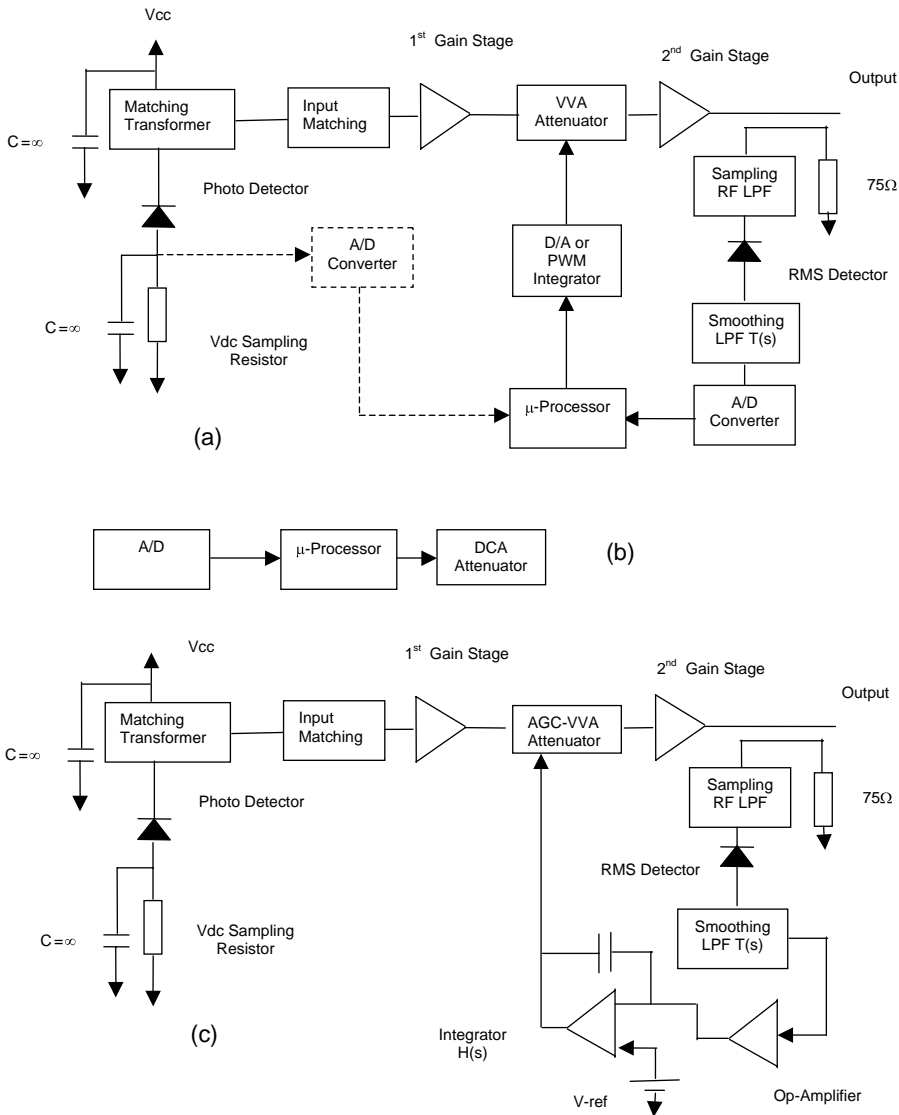 Vcc
1st Gain Stage
2nd Gain Stage
Output
Matching
Transformer
Input
Matching
VVA
Attenuator
C=∞
Sampling
RF LPF
75Ω
Photo Detector
A/D
Converter
D/A or
PWM
Integrator
RMS Detector
C=∞
Vdc Sampling
Resistor
Smoothing
LPF T(s)
μ-Processor
A/D
Converter
(a)
A/D
μ-Processor
DCA
Attenuator
(b)
Vcc
1st Gain Stage
2nd Gain Stage
Output
Matching
Transformer
Input
Matching
AGC-VVA
Attenuator
C=∞
Sampling
RF LPF
75Ω
Photo Detector
RMS Detector
C=∞
Vdc Sampling
Resistor
Smoothing
LPF T(s)
(c)
Integrator
H(s)
V-ref
Op-Amplifier